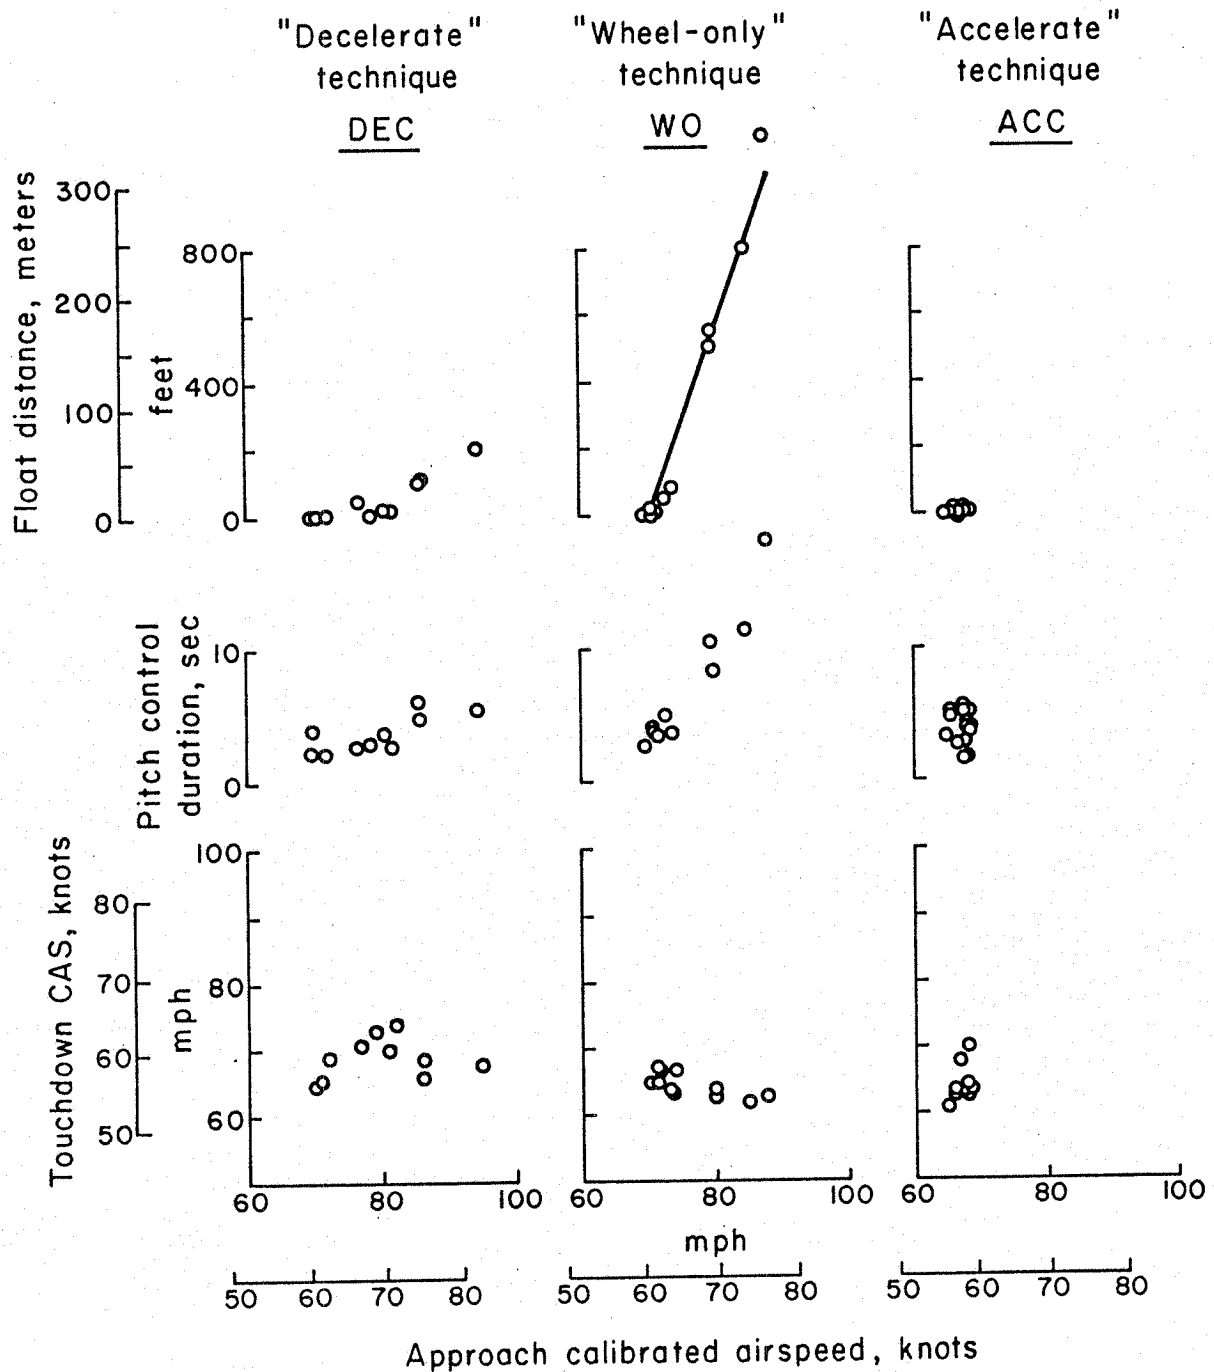 "Decelerate" technique
DEC
"Wheel-only" technique
WO
"Accelerate" technique
ACC
Float distance, meters
300
200
100
0
feet
800
400
0
Pitch control duration, sec
10
0
Touchdown CAS, knots
80
70
60
50
mph
100
80
60
60 80 100
60 80 100
60 80 100
mph
50 60 70 80
50 60 70 80
50 60 70 80
Approach calibrated airspeed, knots